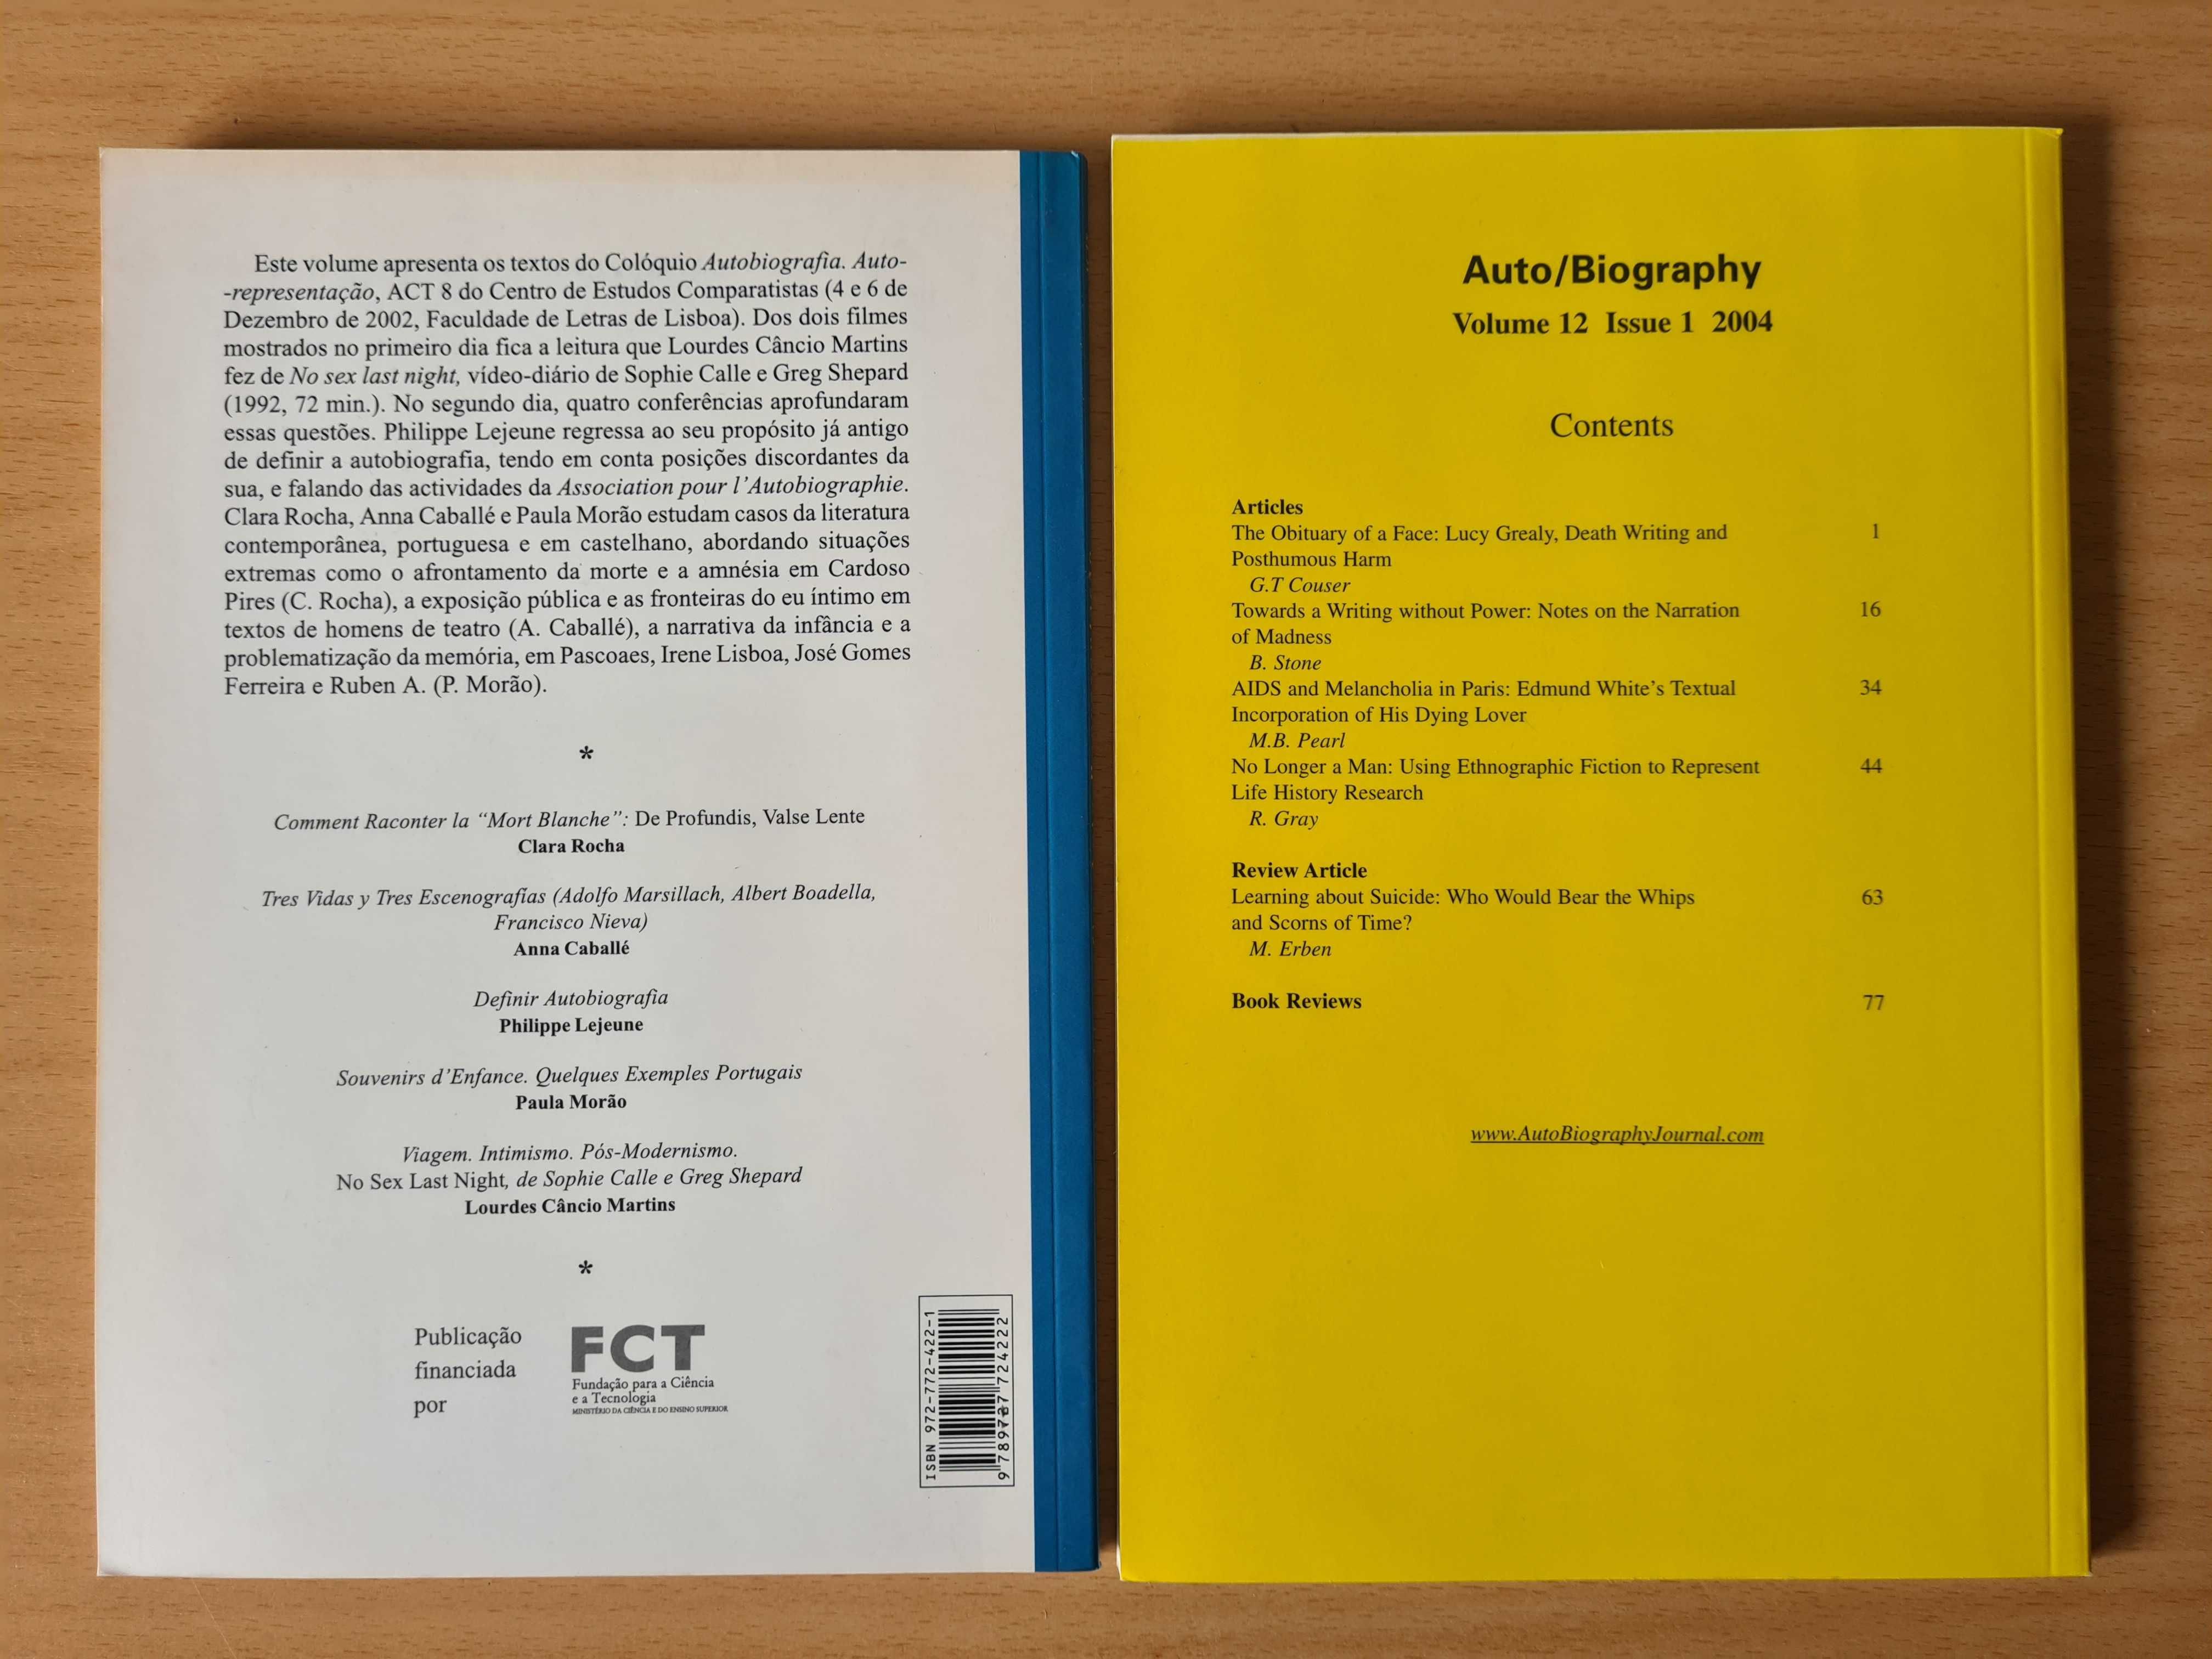 Este volume apresenta os textos do Colóquio Autobiografia. Auto-
-representação, ACT 8 do Centro de Estudos Comparatistas (4 e 6 de
Dezembro de 2002, Faculdade de Letras de Lisboa). Dos dois filmes
mostrados no primeiro dia fica a leitura que Lourdes Câncio Martins
fez de No sex last night, vídeo-diário de Sophie Calle e Greg Shepard
(1992, 72 min.). No segundo dia, quatro conferências aprofundaram
essas questões. Philippe Lejeune regressa ao seu propósito já antigo
de definir a autobiografia, tendo em conta posições discordantes da
sua, e falando das actividades da Association pour l'Autobiographie.
Clara Rocha, Anna Caballé e Paula Morão estudam casos da literatura
contemporânea, portuguesa e em castelhano, abordando situações
extremas como o afrontamento da morte e a amnésia em Cardoso
Pires (C. Rocha), a exposição pública e as fronteiras do eu íntimo em
textos de homens de teatro (A. Caballé), a narrativa da infância e a
problematização da memória, em Pascoaes, Irene Lisboa, José Gomes
Ferreira e Ruben A. (P. Morão).
*
Comment Raconter la “Mort Blanche”: De Profundis, Valse Lente
Clara Rocha
Tres Vidas y Tres Escenografías (Adolfo Marsillach, Albert Boadella,
Francisco Nieva)
Anna Caballé
Definir Autobiografia
Philippe Lejeune
Souvenirs d'Enfance. Quelques Exemples Portugais
Paula Morão
Viagem. Intimismo. Pós-Modernismo.
No Sex Last Night, de Sophie Calle e Greg Shepard
Lourdes Câncio Martins
*
Publicação
financiada
por
FCT
Fundação para a Ciência
e a Tecnologia
MINISTÉRIO DA CIÊNCIA E DO ENSINO SUPERIOR
ISBN 972-772-422-1
9 789727 724222
Auto/Biography
Volume 12 Issue 1 2004
Contents
Articles
The Obituary of a Face: Lucy Grealy, Death Writing and 1
Posthumous Harm
G.T Couser
Towards a Writing without Power: Notes on the Narration 16
of Madness
B. Stone
AIDS and Melancholia in Paris: Edmund White's Textual 34
Incorporation of His Dying Lover
M.B. Pearl
No Longer a Man: Using Ethnographic Fiction to Represent 44
Life History Research
R. Gray
Review Article
Learning about Suicide: Who Would Bear the Whips 63
and Scorns of Time?
M. Erben
Book Reviews 77
www.AutoBiographyJournal.com